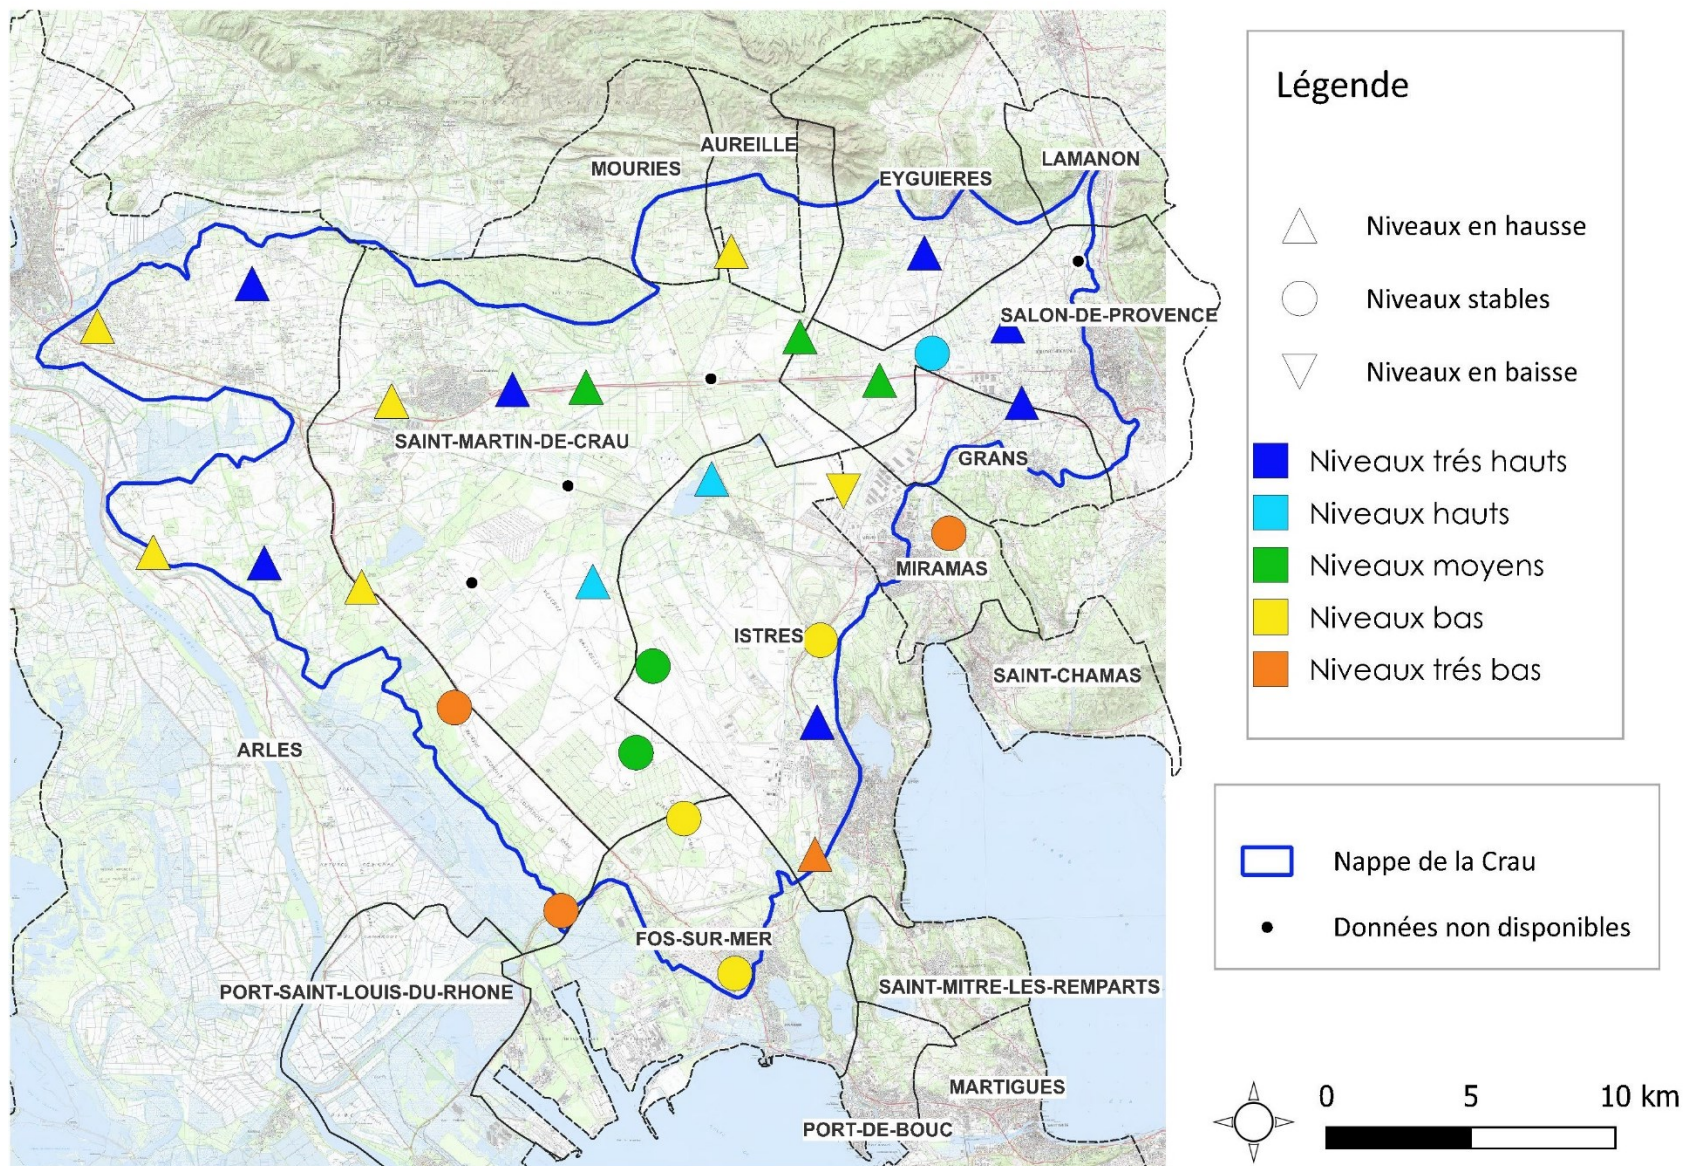 AUREILLE
MOURIES
LAMANON
EYGUIERES
SALON-DE-PROVENCE
SAINT-MARTIN-DE-CRAU
GRANS
MIRAMAS
ISTRES
SAINT-CHAMAS
ARLES
FOS-SUR-MER
PORT-SAINT-LOUIS-DU-RHONE
SAINT-MITRE-LES-REMPARTS
MARTIGUES
PORT-DE-BOUC
Légende
Niveaux en hausse
Niveaux stables
Niveaux en baisse
Niveaux trés hauts
Niveaux hauts
Niveaux moyens
Niveaux bas
Niveaux trés bas
Nappe de la Crau
Données non disponibles
0 5 10 km